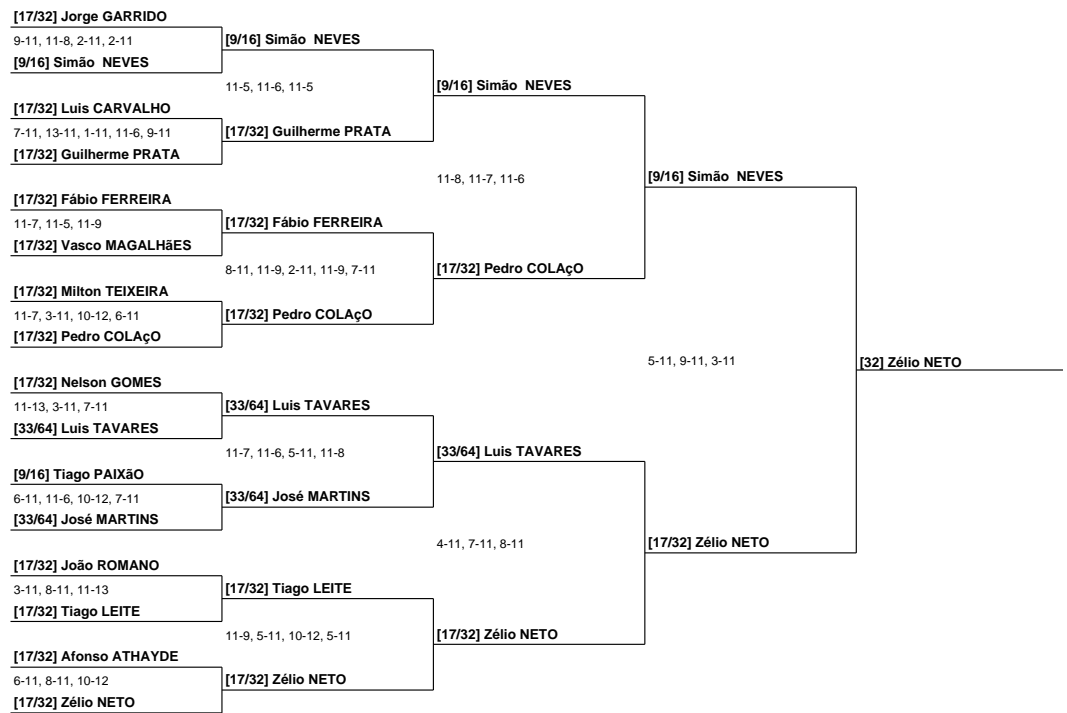 [17/32] Jorge GARRIDO
9-11, 11-8, 2-11, 2-11
[9/16] Simão  NEVES
[9/16] Simão  NEVES
11-5, 11-6, 11-5
[9/16] Simão  NEVES
[17/32] Luis CARVALHO
7-11, 13-11, 1-11, 11-6, 9-11
[17/32] Guilherme PRATA
[17/32] Guilherme PRATA
11-8, 11-7, 11-6
[9/16] Simão  NEVES
[17/32] Fábio FERREIRA
11-7, 11-5, 11-9
[17/32] Fábio FERREIRA
[17/32] Vasco MAGALHãES
8-11, 11-9, 2-11, 11-9, 7-11
[17/32] Pedro COLAçO
[17/32] Milton TEIXEIRA
11-7, 3-11, 10-12, 6-11
[17/32] Pedro COLAçO
[17/32] Pedro COLAçO
5-11, 9-11, 3-11
[32] Zélio NETO
[17/32] Nelson GOMES
11-13, 3-11, 7-11
[33/64] Luis TAVARES
[33/64] Luis TAVARES
11-7, 11-6, 5-11, 11-8
[33/64] Luis TAVARES
[9/16] Tiago PAIXãO
6-11, 11-6, 10-12, 7-11
[33/64] José MARTINS
[33/64] José MARTINS
4-11, 7-11, 8-11
[17/32] Zélio NETO
[17/32] João ROMANO
3-11, 8-11, 11-13
[17/32] Tiago LEITE
[17/32] Tiago LEITE
11-9, 5-11, 10-12, 5-11
[17/32] Zélio NETO
[17/32] Afonso ATHAYDE
6-11, 8-11, 10-12
[17/32] Zélio NETO
[17/32] Zélio NETO